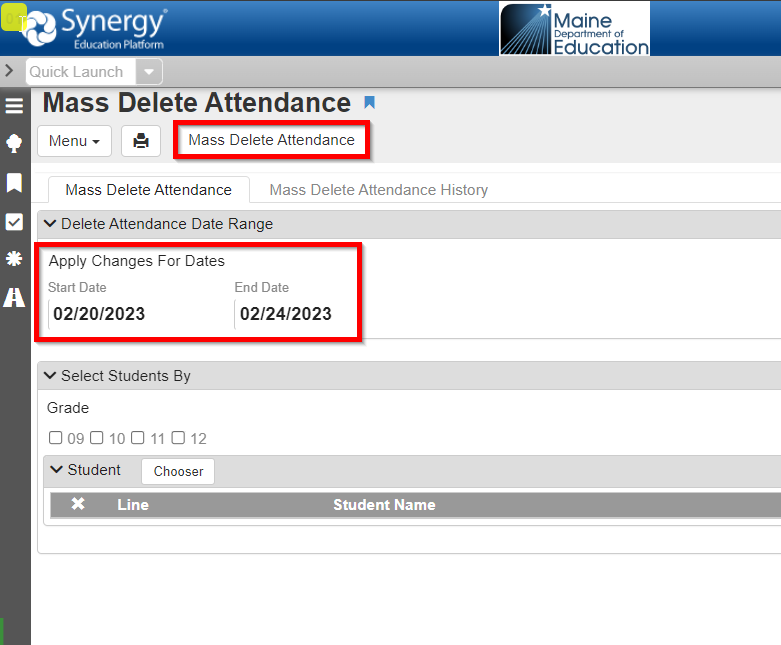 Synergy®
Education Platform
Maine
Department of
Education
Quick Launch
Mass Delete Attendance
Menu
Mass Delete Attendance
Mass Delete Attendance
Mass Delete Attendance History
Delete Attendance Date Range
Apply Changes For Dates
Start Date
End Date
02/20/2023
02/24/2023
Select Students By
Grade
09 10 11 12
Student
Chooser
Line
Student Name